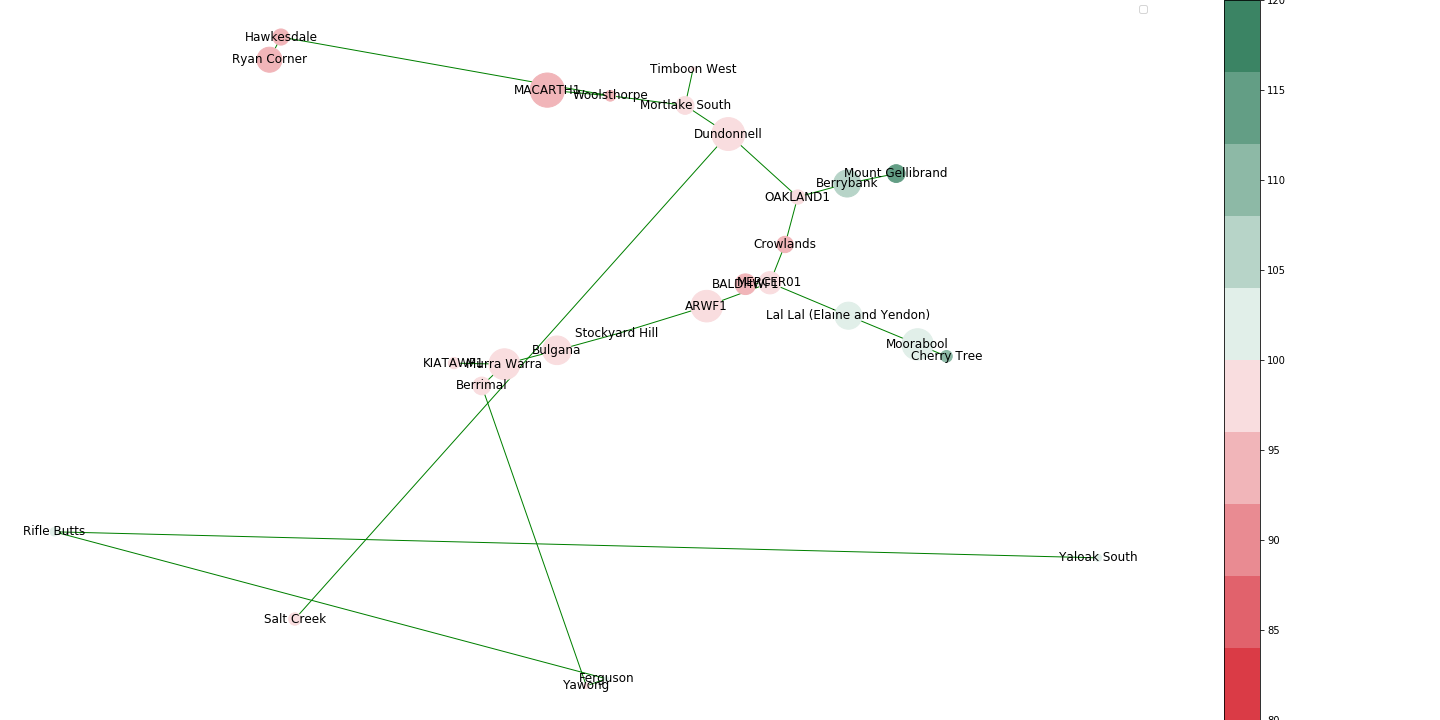 120
Hawkesdale
Ryan Corner
Timboon West
MACARTH1
Woolsthorpe
115
Mortlake South
Dundonnell
Mount Gellibrand
110
Berrybank
OAKLAND1
Crowlands
105
BALDHWF1
MERCER01
ARWF1
Lal Lal (Elaine and Yendon)
Stockyard Hill
Moorabool
Bulgana
Cherry Tree
100
KIATAWF1
Murra Warra
Berrimal
95
Rifle Butts
90
Yaloak South
Salt Creek
85
Ferguson
Yawong
80